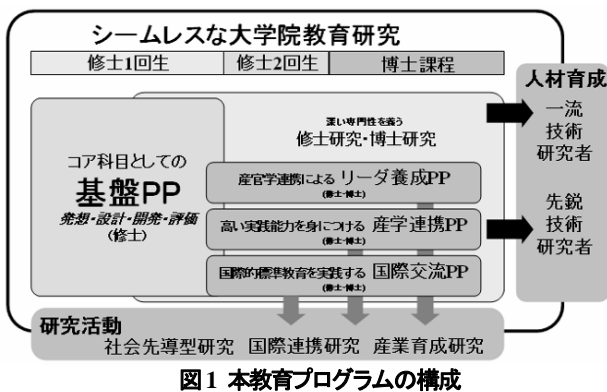 シームレスな大学院教育研究
修士1回生 修士2回生 博士課程
人材育成
一流
技術
研究者
先鋭
技術
研究者
深い専門性を養う
修士研究・博士研究
コア科目としての
基盤PP
発想・設計・開発・評価
(修士)
産官学連携による リーダ養成PP
(修士・博士)
高い実践能力を身につける 産学連携PP
(修士・博士)
国際的標準教育を実践する 国際交流PP
(修士・博士)
研究活動
社会先導型研究 国際連携研究 産業育成研究
図1 本教育プログラムの構成